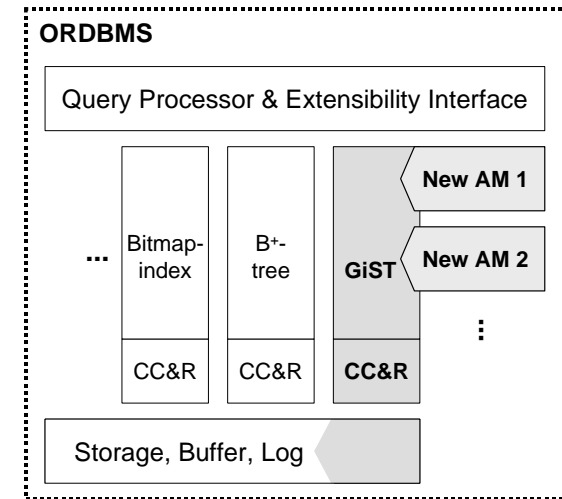 ORDBMS
Query Processor & Extensibility Interface
...
Bitmap-
index
B+-
tree
GiST
New AM 1
New AM 2
...
CC&R
CC&R
CC&R
Storage, Buffer, Log